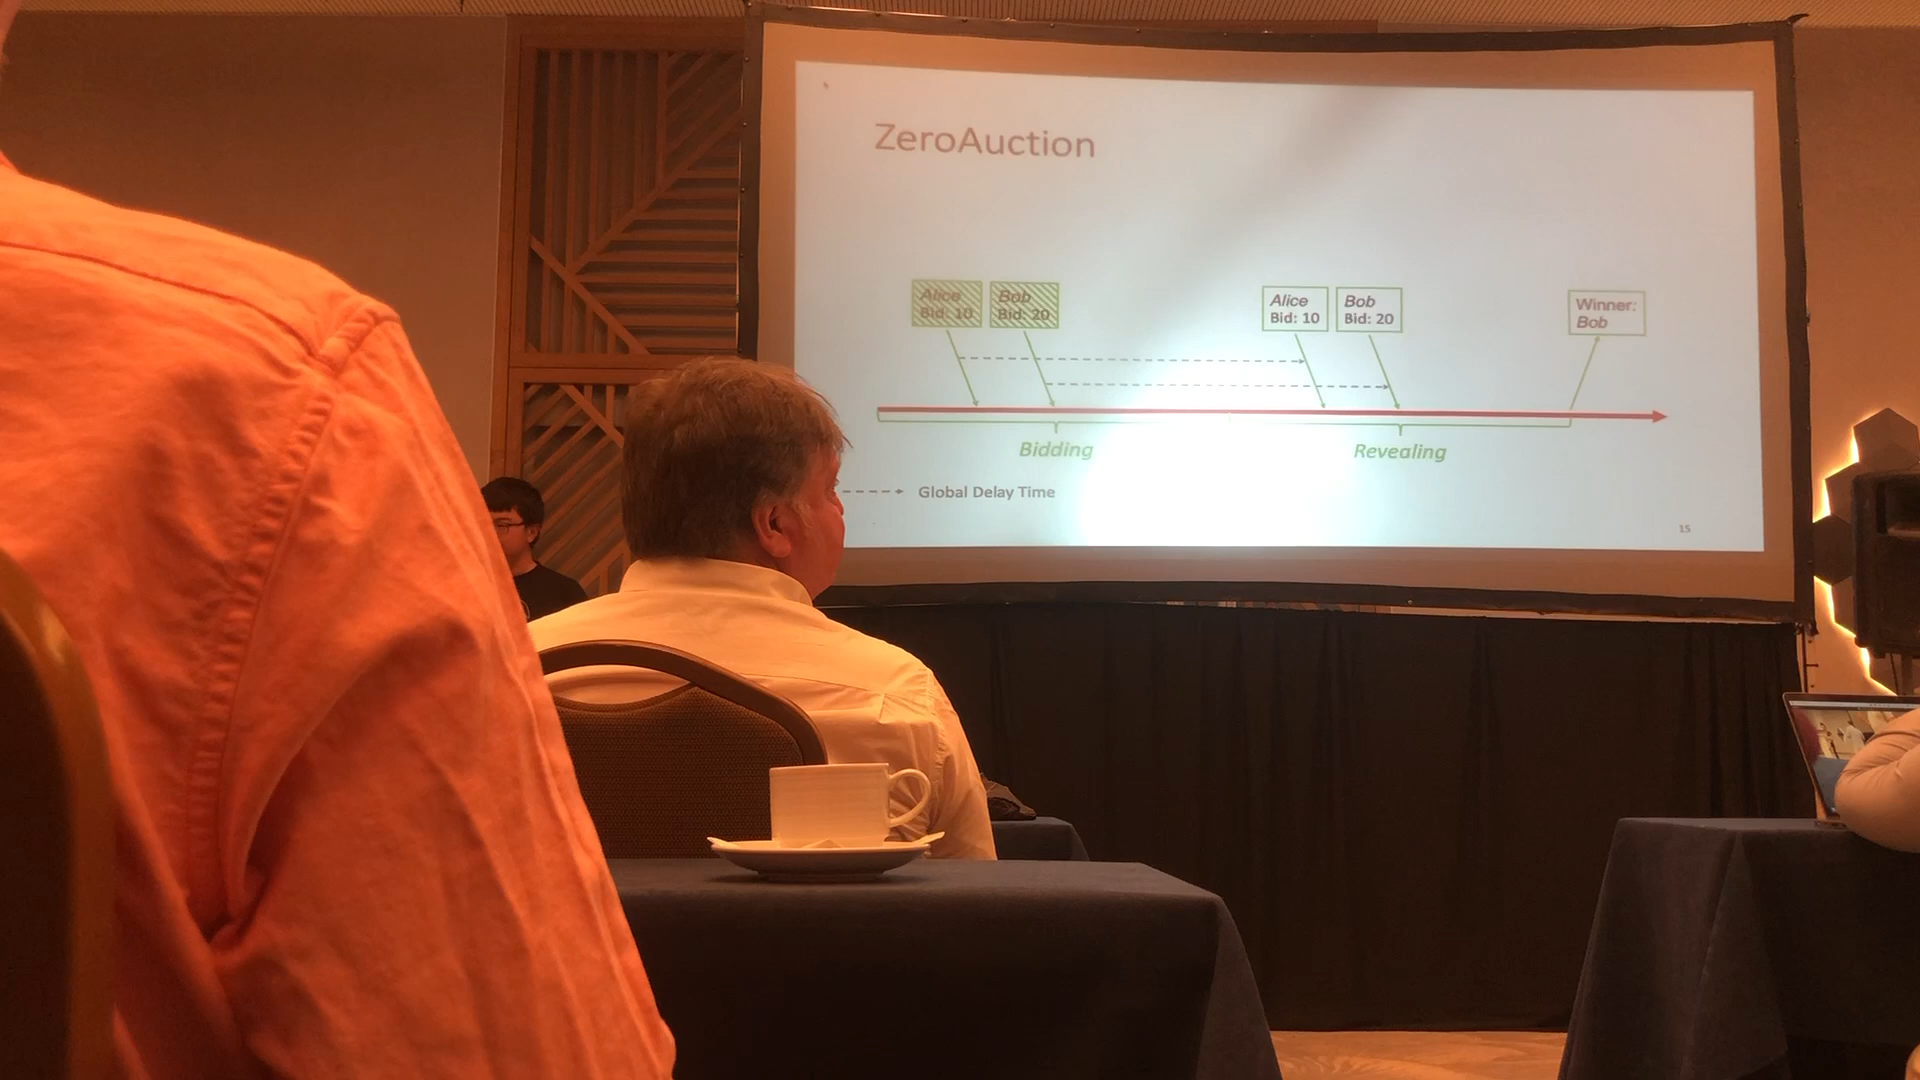 ZeroAuction
Alice
Bid: 10
Bob
Bid: 20
Alice
Bid: 10
Bob
Bid: 20
Winner:
Bob
Bidding
Revealing
Global Delay Time
15